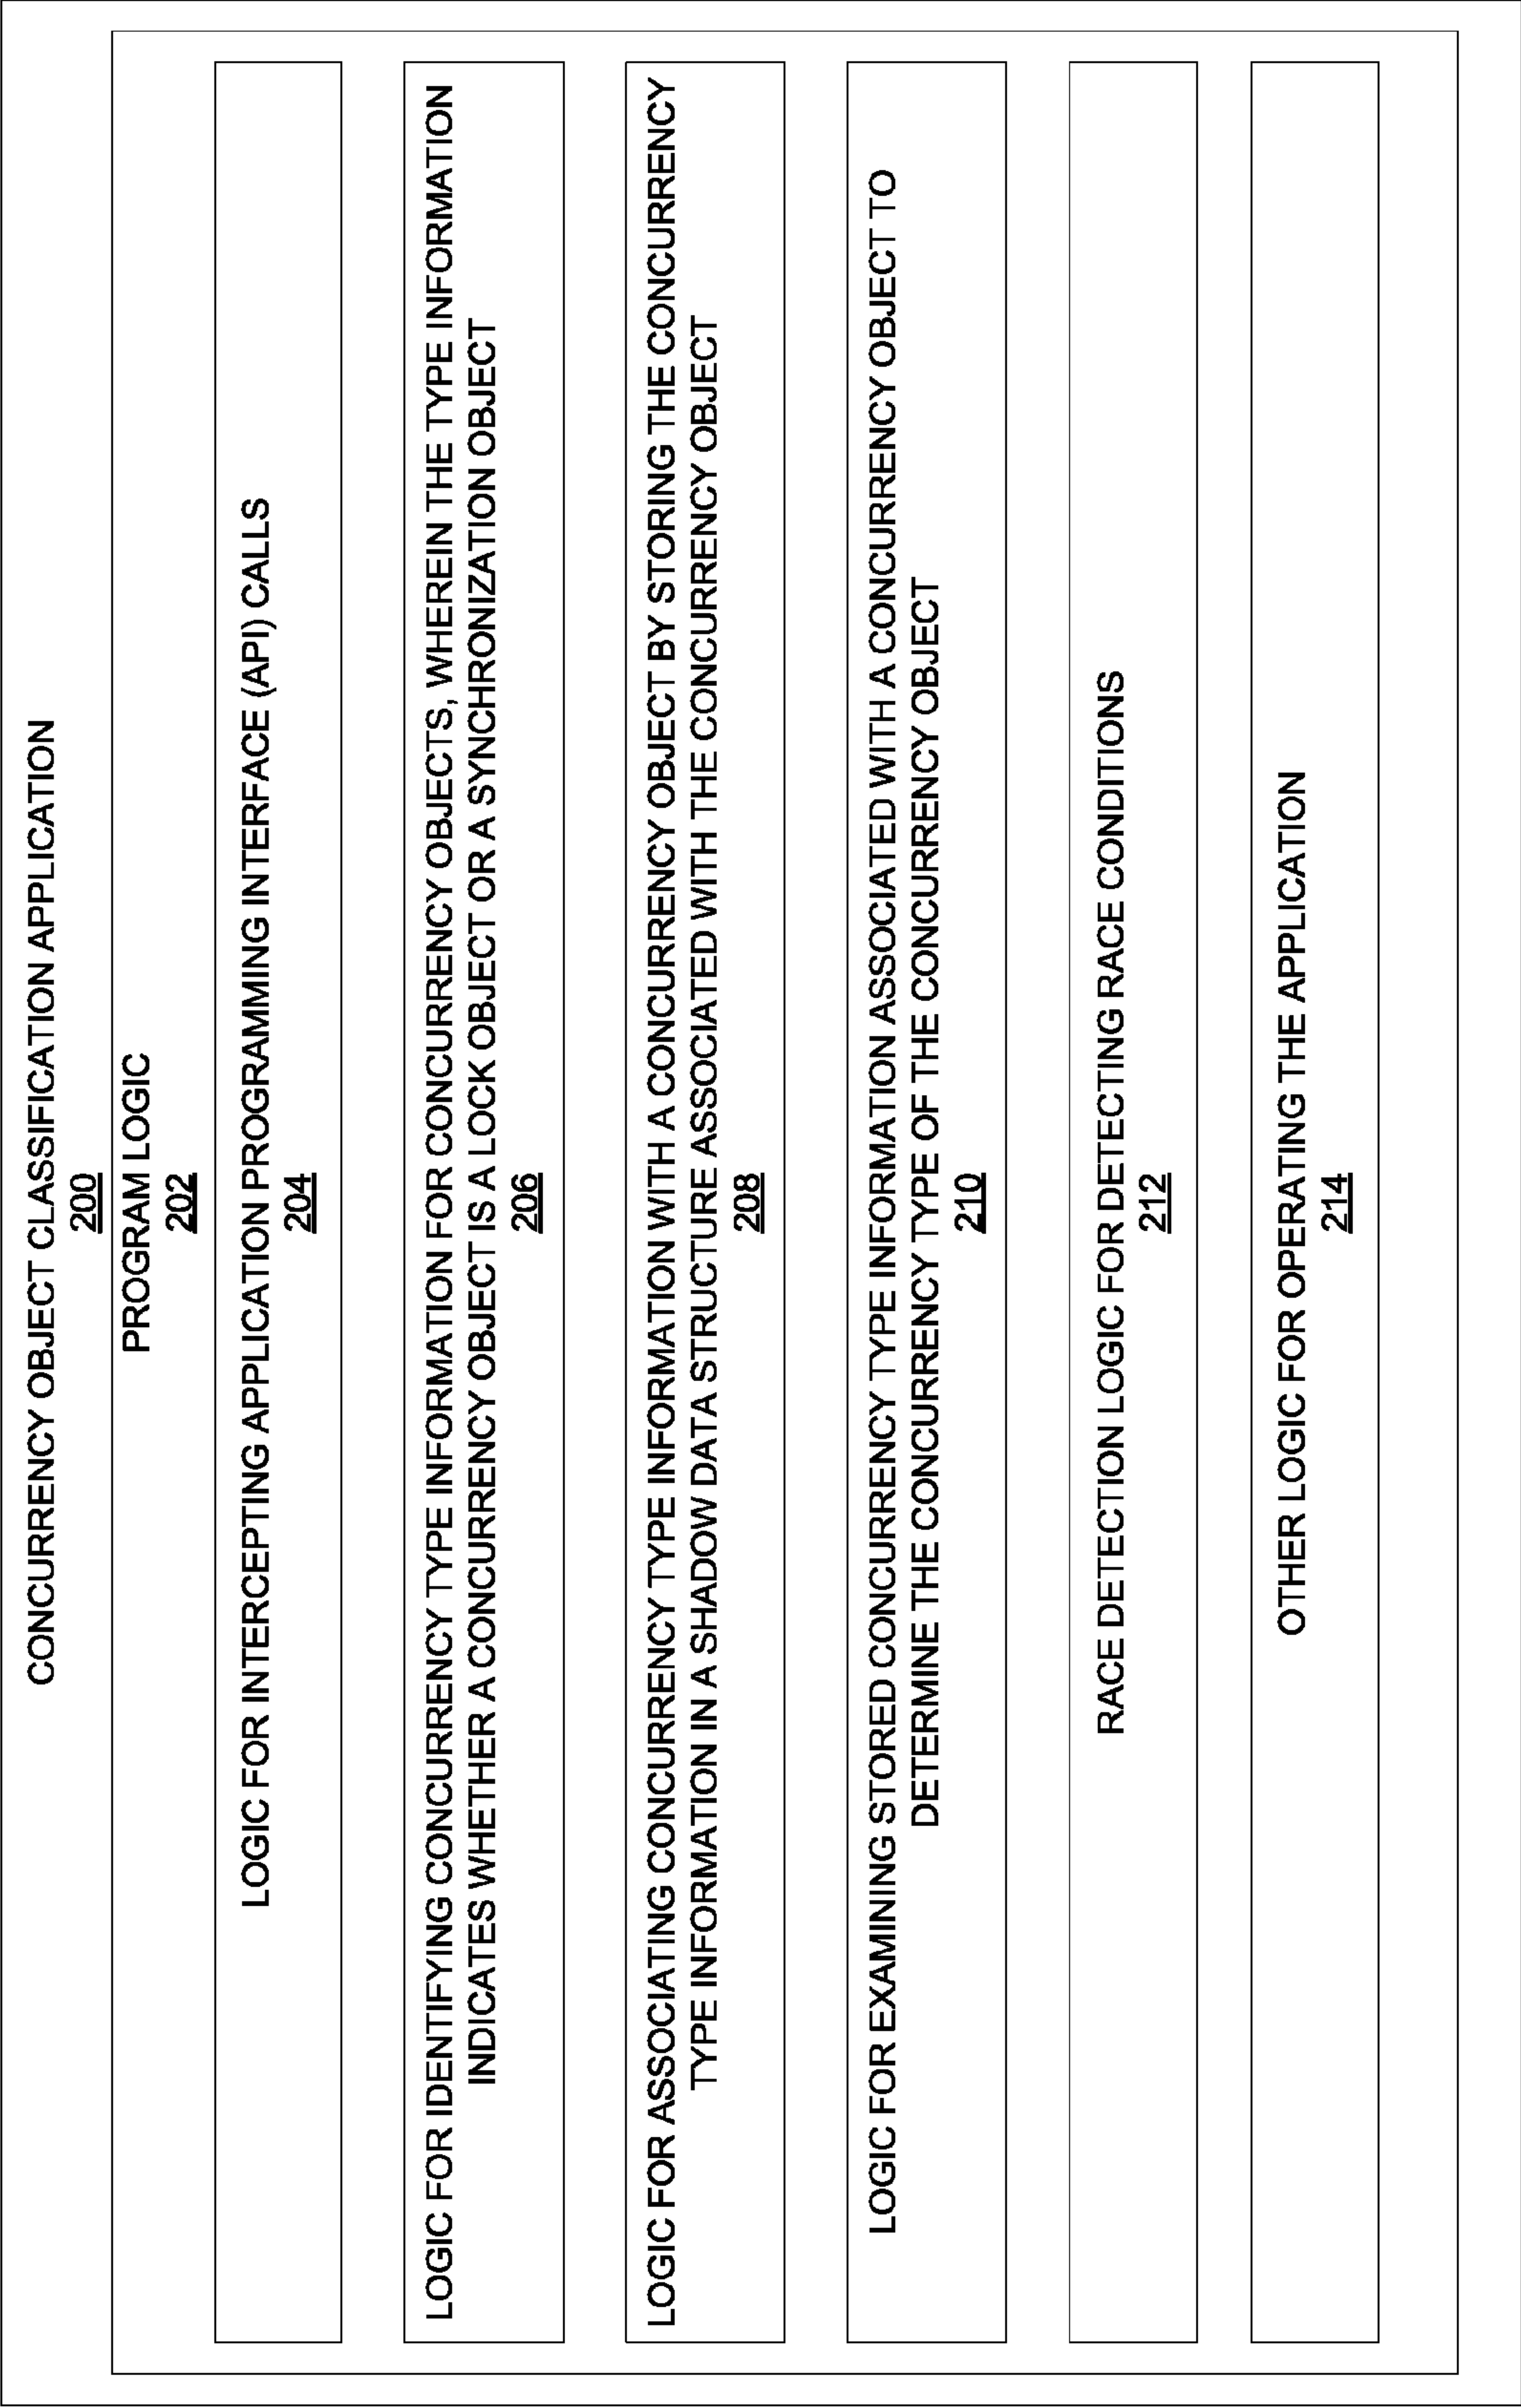 CONCURRENCY OBJECT CLASSIFICATION APPLICATION
200
PROGRAM LOGIC
202
LOGIC FOR INTERCEPTING APPLICATION PROGRAMMING INTERFACE (API) CALLS
204
LOGIC FOR IDENTIFYING CONCURRENCY TYPE INFORMATION FOR CONCURRENCY OBJECTS, WHEREIN THE TYPE INFORMATION
INDICATES WHETHER A CONCURRENCY OBJECT IS A LOCK OBJECT OR A SYNCHRONIZATION OBJECT
206
LOGIC FOR ASSOCIATING CONCURRENCY TYPE INFORMATION WITH A CONCURRENCY OBJECT BY STORING THE CONCURRENCY
TYPE INFORMATION IN A SHADOW DATA STRUCTURE ASSOCIATED WITH THE CONCURRENCY OBJECT
208
LOGIC FOR EXAMINING STORED CONCURRENCY TYPE INFORMATION ASSOCIATED WITH A CONCURRENCY OBJECT TO
DETERMINE THE CONCURRENCY TYPE OF THE CONCURRENCY OBJECT
210
RACE DETECTION LOGIC FOR DETECTING RACE CONDITIONS
212
OTHER LOGIC FOR OPERATING THE APPLICATION
214